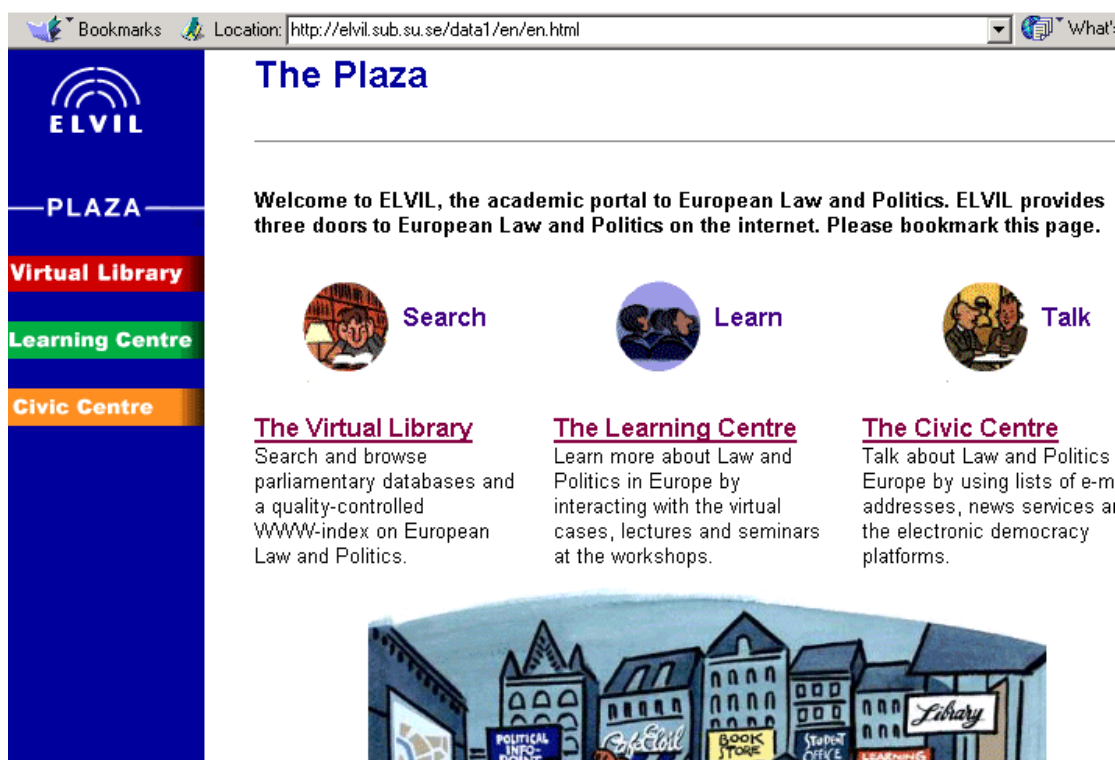 Bookmarks Location: http://elvil.sub.su.se/data1/en/en.html What's
ELVIL
PLAZA
Virtual Library
Learning Centre
Civic Centre
The Plaza
Welcome to ELVIL, the academic portal to European Law and Politics. ELVIL provides
three doors to European Law and Politics on the internet. Please bookmark this page.
Search
Learn
Talk
The Virtual Library
Search and browse
parliamentary databases and
a quality-controlled
WWW-index on European
Law and Politics.
The Learning Centre
Learn more about Law and
Politics in Europe by
interacting with the virtual
cases, lectures and seminars
at the workshops.
The Civic Centre
Talk about Law and Politics
Europe by using lists of e-m
addresses, news services a
the electronic democracy
platforms.
POLITICAL
INFO-
POINT
Café Elvil
BOOK
STORE
STUDENT
OFFICE
Library
LEARNING